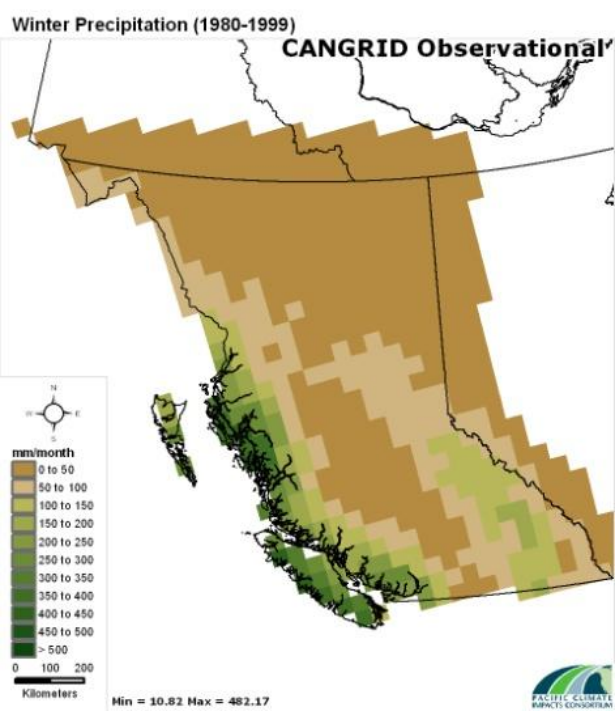 Winter Precipitation (1980-1999)
CANGRID Observational*
N
W E
S
mm/month
0 to 50
50 to 100
100 to 150
150 to 200
200 to 250
250 to 300
300 to 350
350 to 400
400 to 450
450 to 500
> 500
0 100 200
Kilometers
Min = 10.82 Max = 482.17
PACIFIC CLIMATE
IMPACTS CONSORTIUM